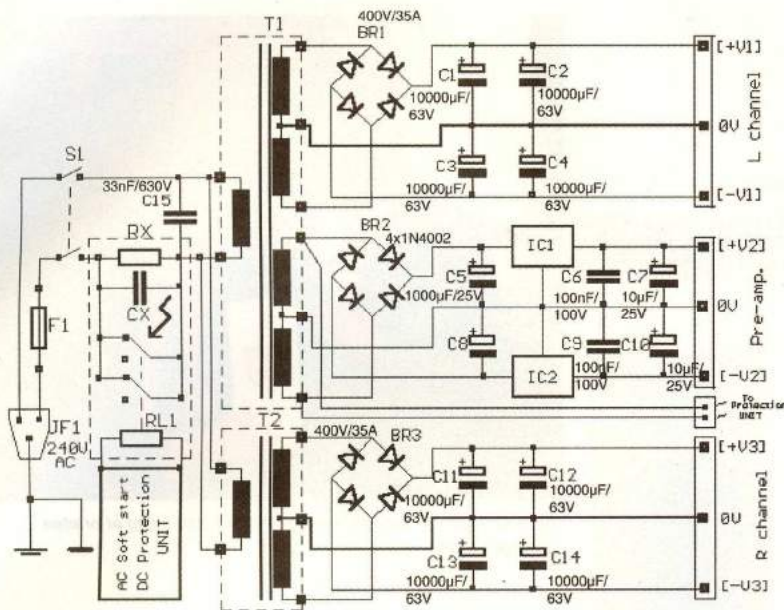 T1
400V/35A
BR1
C1
10000µF/
63V
C2
10000µF/
63V
C3
10000µF/
63V
C4
10000µF/
63V
[+V1]
0V
[-V1]
L channel
S1
33nF/630V
C15
RX
CX
F1
RL1
JF1
240V
AC
AC Soft start
DC Protection
UNIT
BR2
4x1N4002
C5
1000µF/25V
C8
IC1
IC2
C6
100nF/
100V
C7
10µF/
25V
C9
100nF/
100V
C10
10µF/
25V
[+V2]
0V
[-V2]
Pre-amp.
To
Protection
UNIT
T2
400V/35A
BR3
C11
10000µF/
63V
C12
10000µF/
63V
C13
10000µF/
63V
C14
10000µF/
63V
[+V3]
0V
[-V3]
R channel